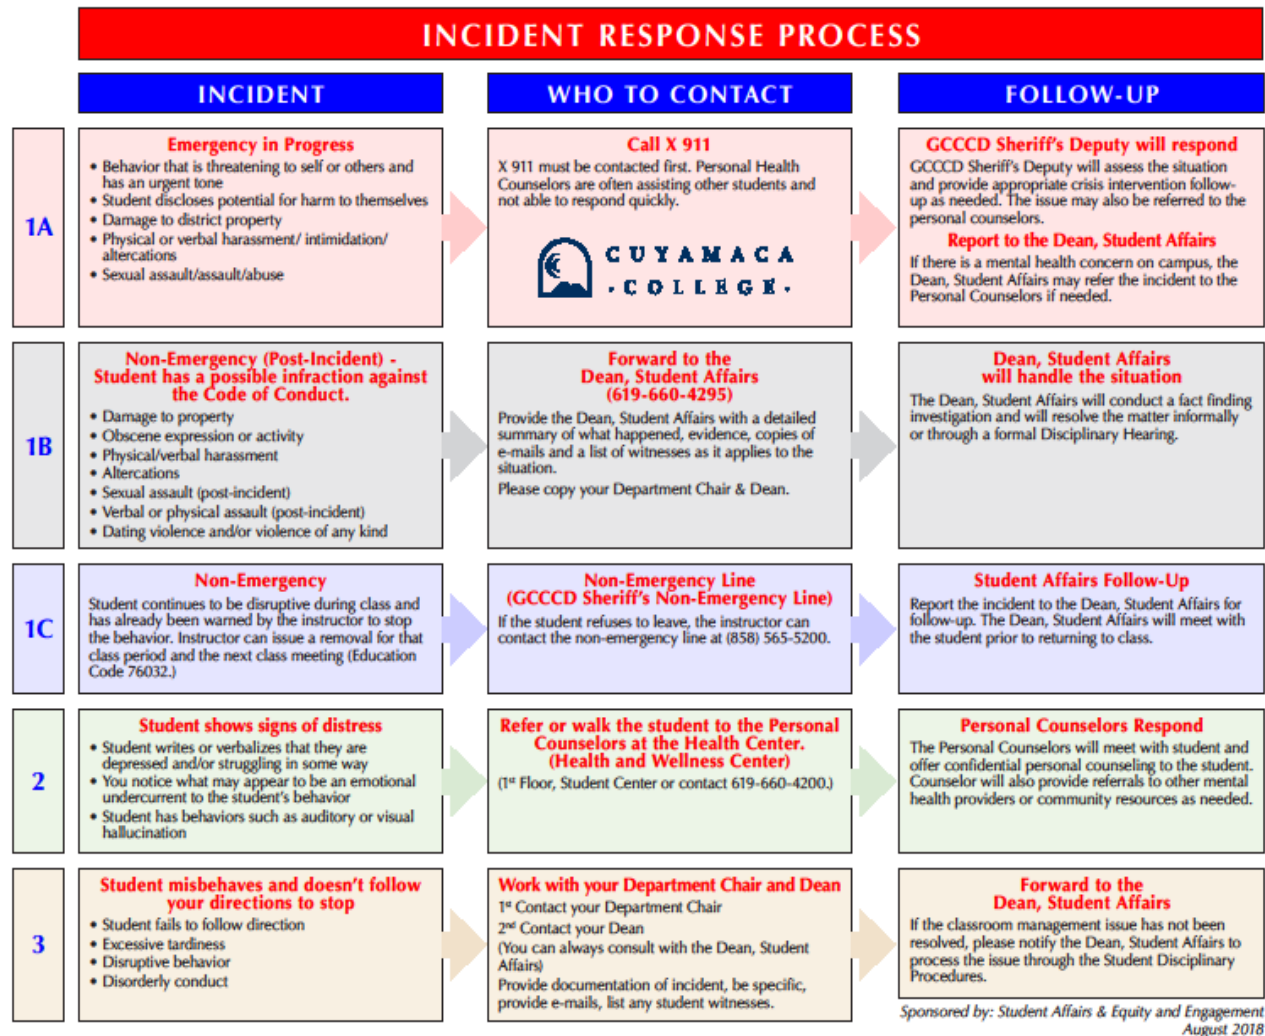 INCIDENT RESPONSE PROCESS
INCIDENT
WHO TO CONTACT
FOLLOW-UP
1A
Emergency in Progress
• Behavior that is threatening to self or others and
has an urgent tone
• Student discloses potential for harm to themselves
• Damage to district property
• Physical or verbal harassment/ intimidation/
altercations
• Sexual assault/assault/abuse
Call X 911
X 911 must be contacted first. Personal Health
Counselors are often assisting other students and
not able to respond quickly.
CUYAMACA
·COLLEGE·
GCCCD Sheriff's Deputy will respond
GCCCD Sheriff's Deputy will assess the situation
and provide appropriate crisis intervention follow-
up as needed. The issue may also be referred to the
personal counselors.
Report to the Dean, Student Affairs
If there is a mental health concern on campus, the
Dean, Student Affairs may refer the incident to the
Personal Counselors if needed.
1B
Non-Emergency (Post-Incident) -
Student has a possible infraction against
the Code of Conduct.
• Damage to property
• Obscene expression or activity
• Physical/verbal harassment
• Altercations
• Sexual assault (post-incident)
• Verbal or physical assault (post-incident)
• Dating violence and/or violence of any kind
Forward to the
Dean, Student Affairs
(619-660-4295)
Provide the Dean, Student Affairs with a detailed
summary of what happened, evidence, copies of
e-mails and a list of witnesses as it applies to the
situation.
Please copy your Department Chair & Dean.
Dean, Student Affairs
will handle the situation
The Dean, Student Affairs will conduct a fact finding
investigation and will resolve the matter informally
or through a formal Disciplinary Hearing.
1C
Non-Emergency
Student continues to be disruptive during class and
has already been warned by the instructor to stop
the behavior. Instructor can issue a removal for that
class period and the next class meeting (Education
Code 76032.)
Non-Emergency Line
(GCCCD Sheriff's Non-Emergency Line)
If the student refuses to leave, the instructor can
contact the non-emergency line at (858) 565-5200.
Student Affairs Follow-Up
Report the incident to the Dean, Student Affairs for
follow-up. The Dean, Student Affairs will meet with
the student prior to returning to class.
2
Student shows signs of distress
• Student writes or verbalizes that they are
depressed and/or struggling in some way
• You notice what may appear to be an emotional
undercurrent to the student's behavior
• Student has behaviors such as auditory or visual
hallucination
Refer or walk the student to the Personal
Counselors at the Health Center.
(Health and Wellness Center)
(1st Floor, Student Center or contact 619-660-4200.)
Personal Counselors Respond
The Personal Counselors will meet with student and
offer confidential personal counseling to the student.
Counselor will also provide referrals to other mental
health providers or community resources as needed.
3
Student misbehaves and doesn't follow
your directions to stop
• Student fails to follow direction
• Excessive tardiness
• Disruptive behavior
• Disorderly conduct
Work with your Department Chair and Dean
1st Contact your Department Chair
2nd Contact your Dean
(You can always consult with the Dean, Student
Affairs)
Provide documentation of incident, be specific,
provide e-mails, list any student witnesses.
Forward to the
Dean, Student Affairs
If the classroom management issue has not been
resolved, please notify the Dean, Student Affairs to
process the issue through the Student Disciplinary
Procedures.
Sponsored by: Student Affairs & Equity and Engagement
August 2018